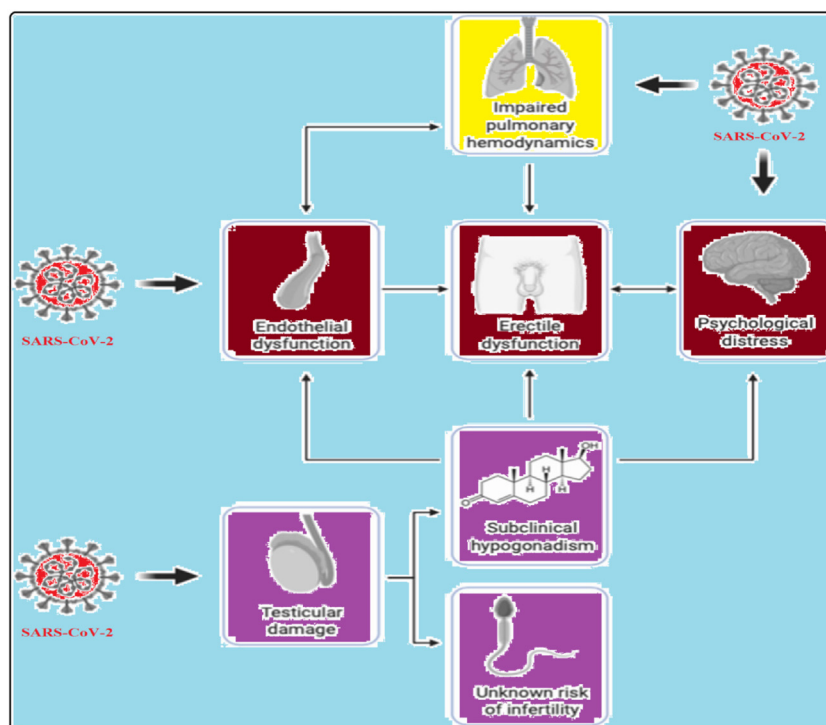 Impaired
pulmonary
hemodynamics
SARS-CoV-2
SARS-CoV-2
Endothelial
dysfunction
Erectile
dysfunction
Psychological
distress
OH
H
H
H
O
Subclinical
hypogonadism
SARS-CoV-2
Testicular
damage
Unknown risk
of infertility